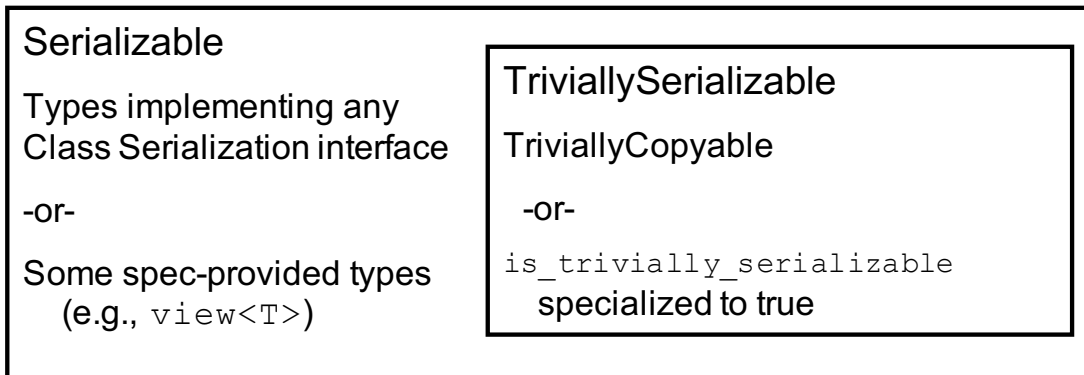 Serializable
Types implementing any
Class Serialization interface
-or-
Some spec-provided types
(e.g., view<T>)
TriviallySerializable
TriviallyCopyable
-or-
is_trivially_serializable
specialized to true